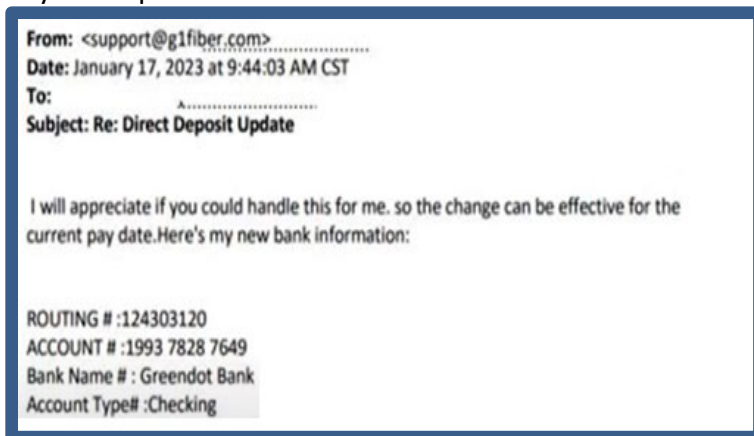 From: <support@g1fiber.com>
Date: January 17, 2023 at 9:44:03 AM CST
To:
Subject: Re: Direct Deposit Update
I will appreciate if you could handle this for me. so the change can be effective for the
current pay date.Here's my new bank information:
ROUTING # :124303120
ACCOUNT # :1993 7828 7649
Bank Name # : Greendot Bank
Account Type# :Checking